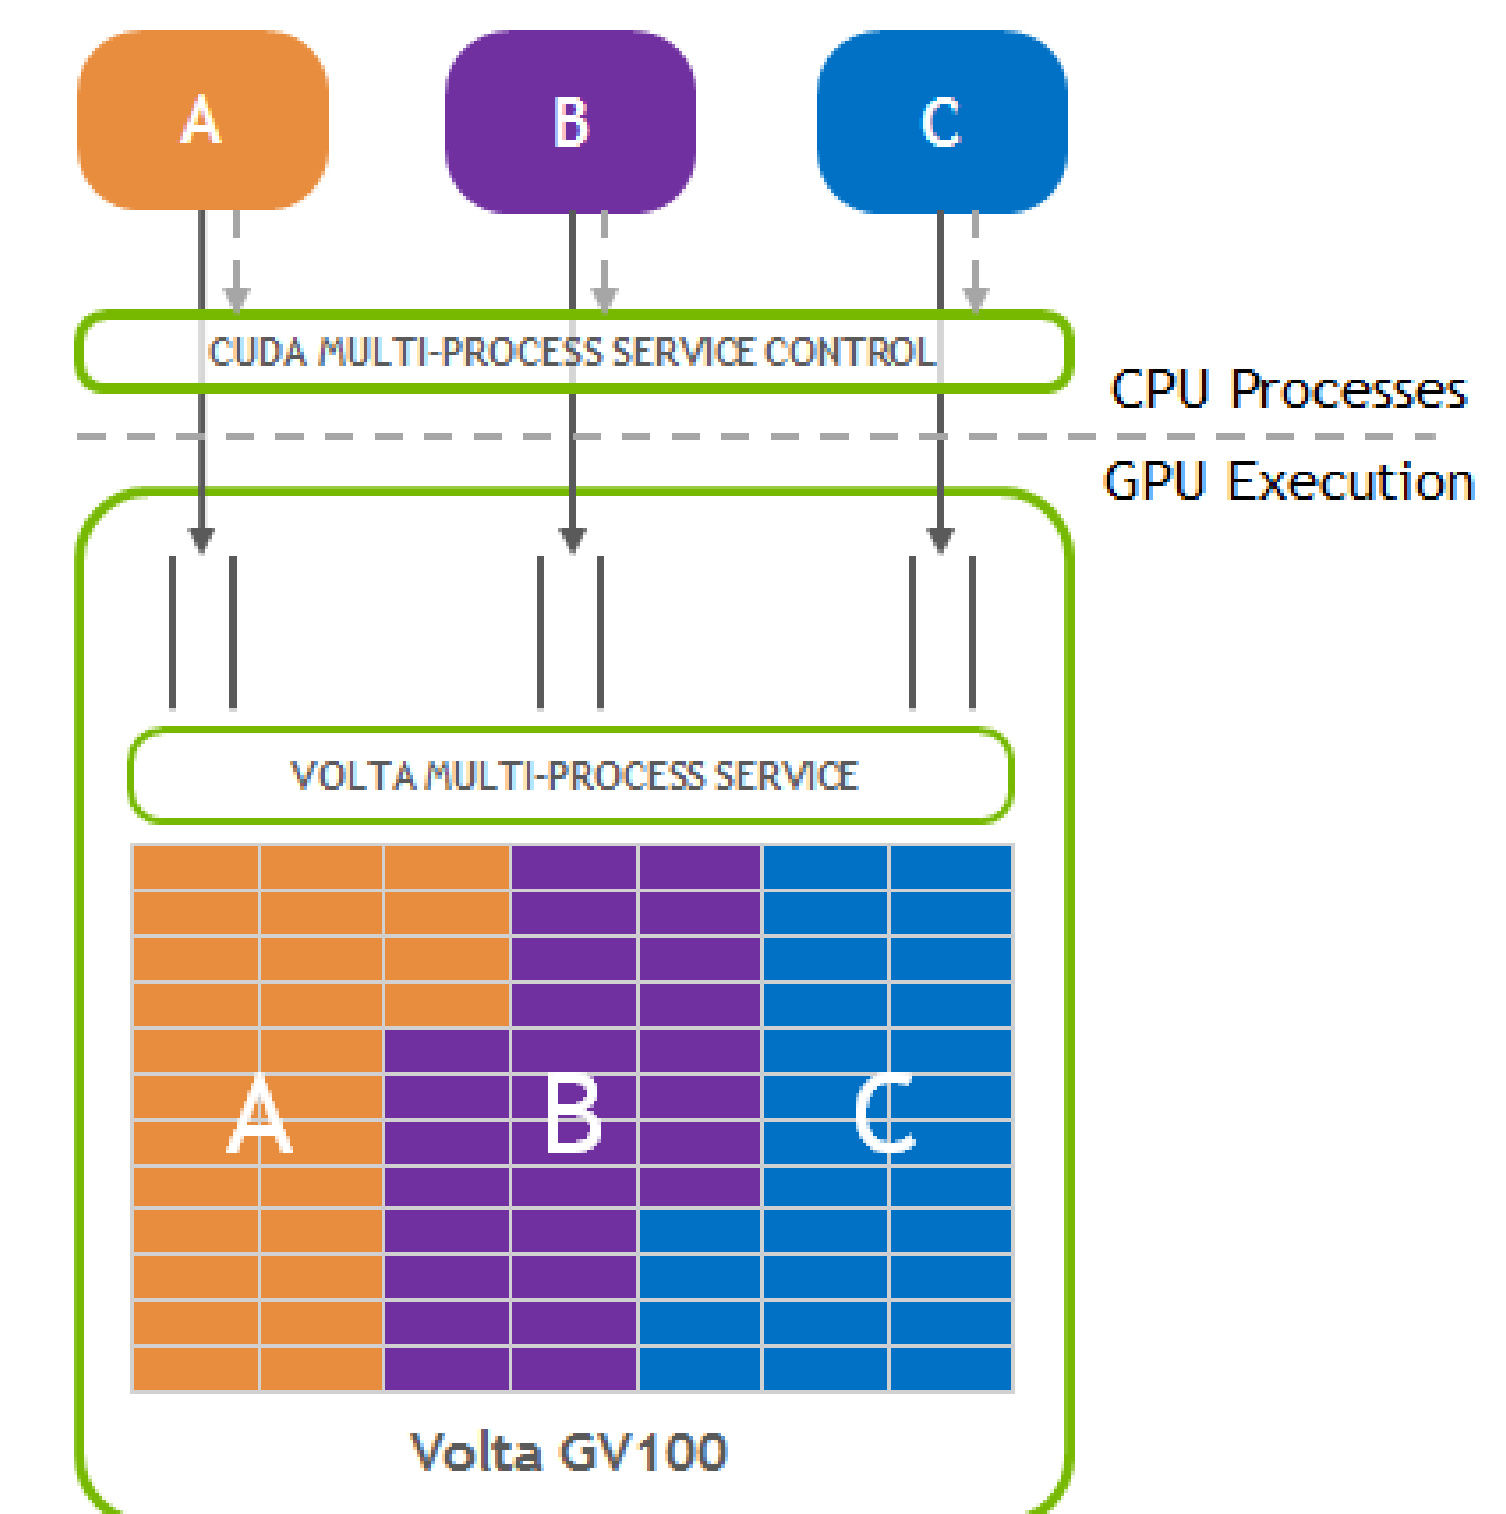 A
B
C
CUDA MULTI-PROCESS SERVICE CONTROL
CPU Processes
GPU Execution
VOLTA MULTI-PROCESS SERVICE
A
B
C
Volta GV100